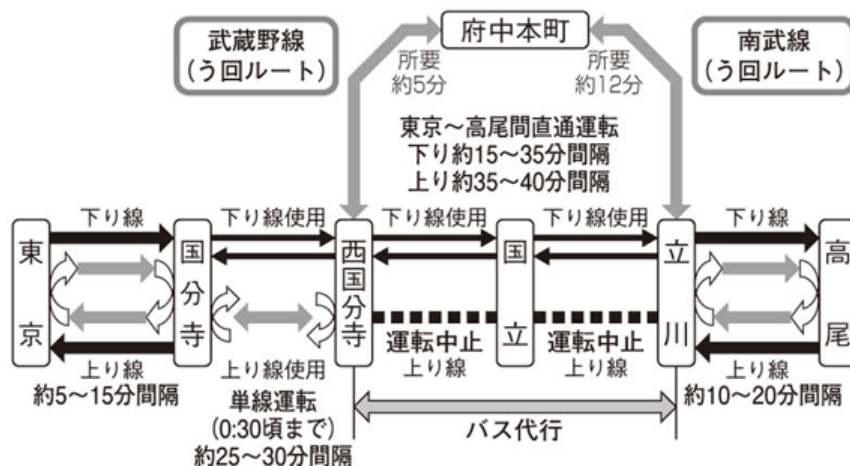 武蔵野線
(う回ルート)
府中本町
南武線
(う回ルート)
所要
約5分
所要
約12分
東京～高尾間直通運転
下り約15～35分間隔
上り約35～40分間隔
下り線
下り線使用
下り線使用
下り線使用
下り線
東京
国分寺
西国分寺
国立
立川
高尾
運転中止
運転中止
上り線
上り線使用
上り線
上り線
上り線
約5～15分間隔
単線運転
(0:30頃まで)
約25～30分間隔
バス代行
約10～20分間隔